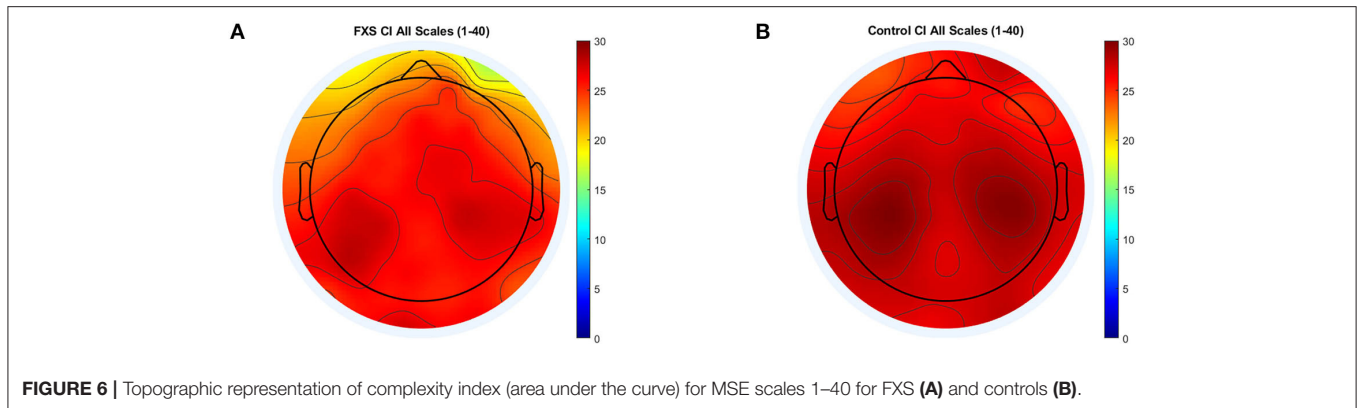 A
FXS CI All Scales (1-40)
30
25
20
15
10
5
0
B
Control CI All Scales (1-40)
30
25
20
15
10
5
0
FIGURE 6 | Topographic representation of complexity index (area under the curve) for MSE scales 1–40 for FXS (A) and controls (B).